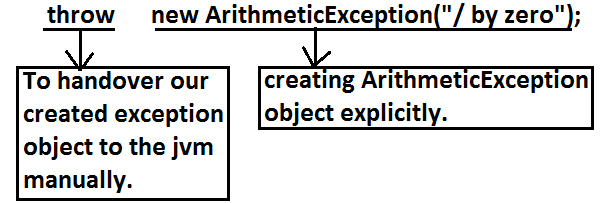 throw new ArithmeticException("/ by zero");
To handover our
created exception
object to the jvm
manually.
creating ArithmeticException
object explicitly.